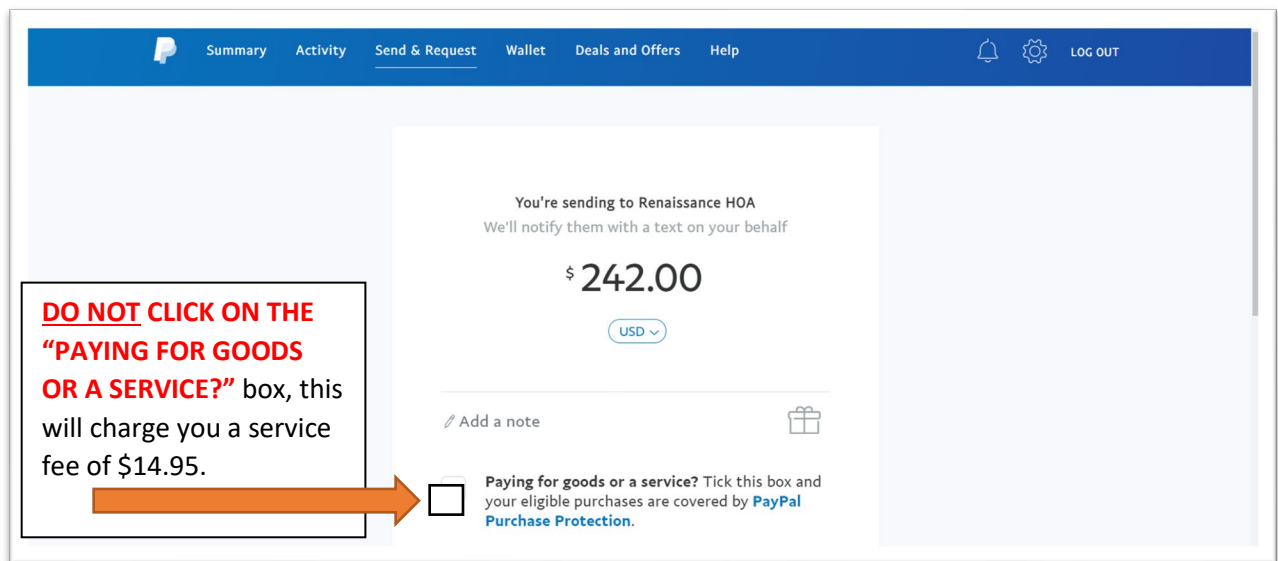 Summary Activity Send & Request Wallet Deals and Offers Help LOG OUT
You're sending to Renaissance HOA
We'll notify them with a text on your behalf
$ 242.00
USD
DO NOT CLICK ON THE
“PAYING FOR GOODS
OR A SERVICE?” box, this
will charge you a service
fee of $14.95.
Add a note
Paying for goods or a service? Tick this box and
your eligible purchases are covered by PayPal
Purchase Protection.